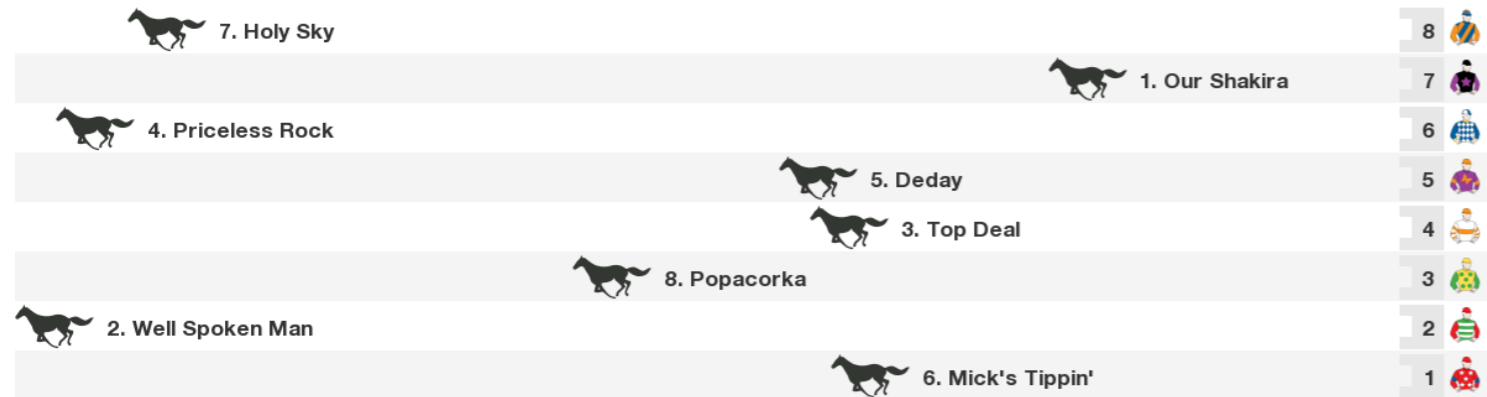 7. Holy Sky 8
1. Our Shakira 7
4. Priceless Rock 6
5. Deday 5
3. Top Deal 4
8. Popacorka 3
2. Well Spoken Man 2
6. Mick's Tippin' 1